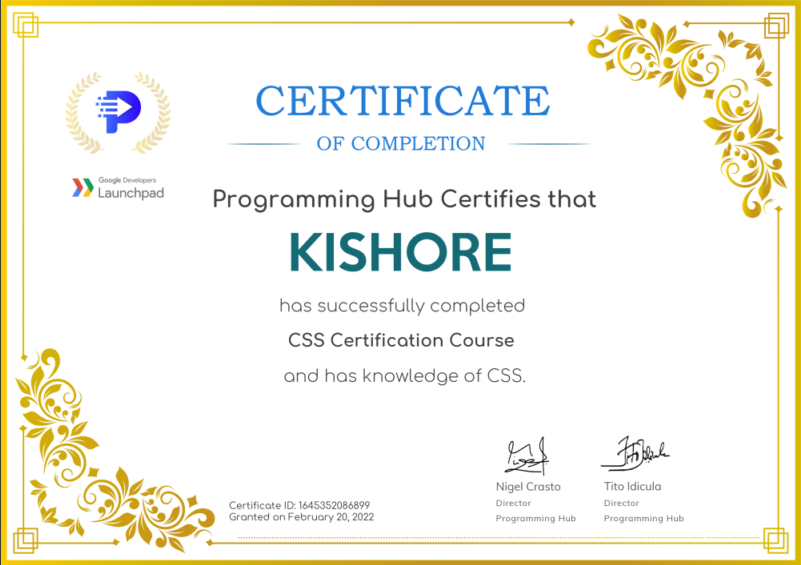 CERTIFICATE
OF COMPLETION
Google Developers
Launchpad
Programming Hub Certifies that
KISHORE
has successfully completed
CSS Certification Course
and has knowledge of CSS.
Nigel Crasto
Director
Programming Hub
Tito Idicula
Director
Programming Hub
Certificate ID: 1645352086899
Granted on February 20, 2022